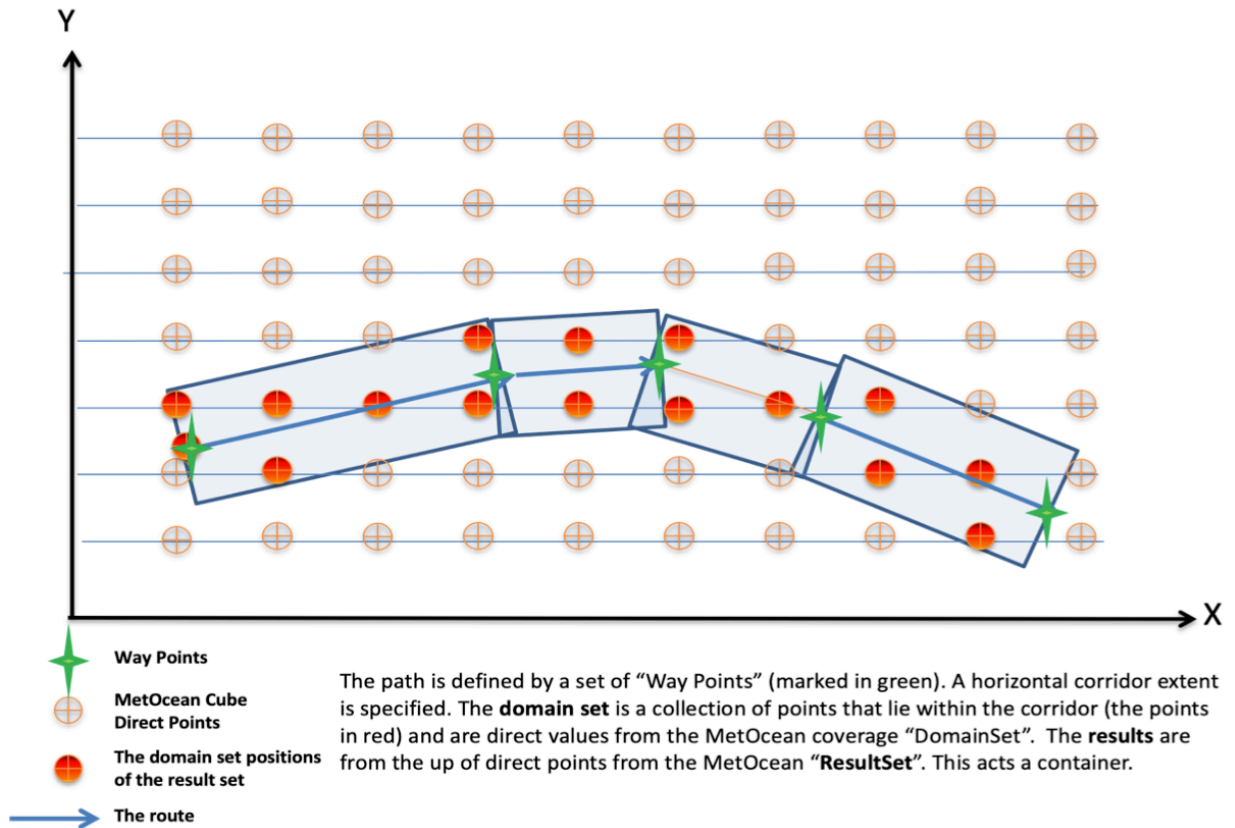 Y
X
Way Points
MetOcean Cube
Direct Points
The domain set positions
of the result set
The route
The path is defined by a set of “Way Points” (marked in green). A horizontal corridor extent
is specified. The domain set is a collection of points that lie within the corridor (the points
in red) and are direct values from the MetOcean coverage “DomainSet”.  The results are
from the up of direct points from the MetOcean “ResultSet”. This acts a container.